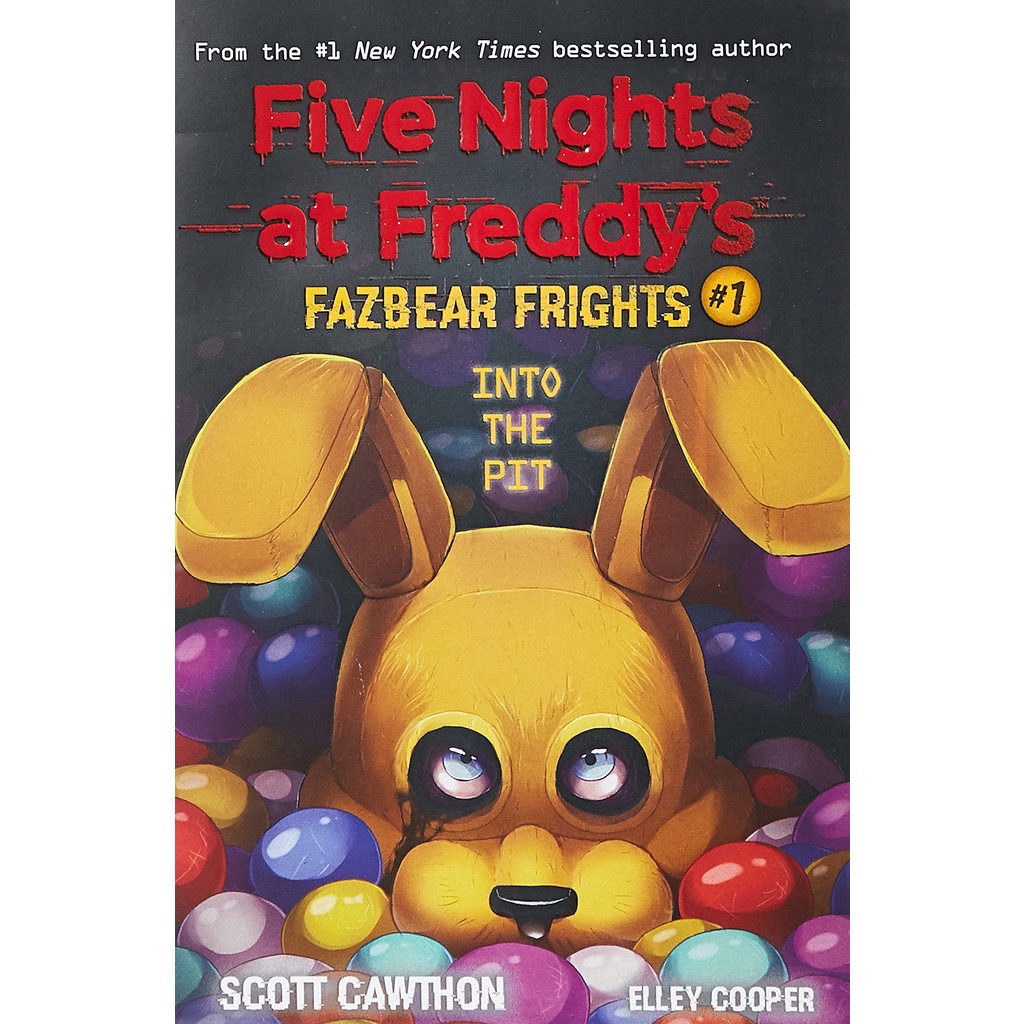 From the #1 New York Times bestselling author
Five Nights
at Freddy's™
FAZBEAR FRIGHTS #1
INTO
THE
PIT
SCOTT CAWTHON
ELLEY COOPER